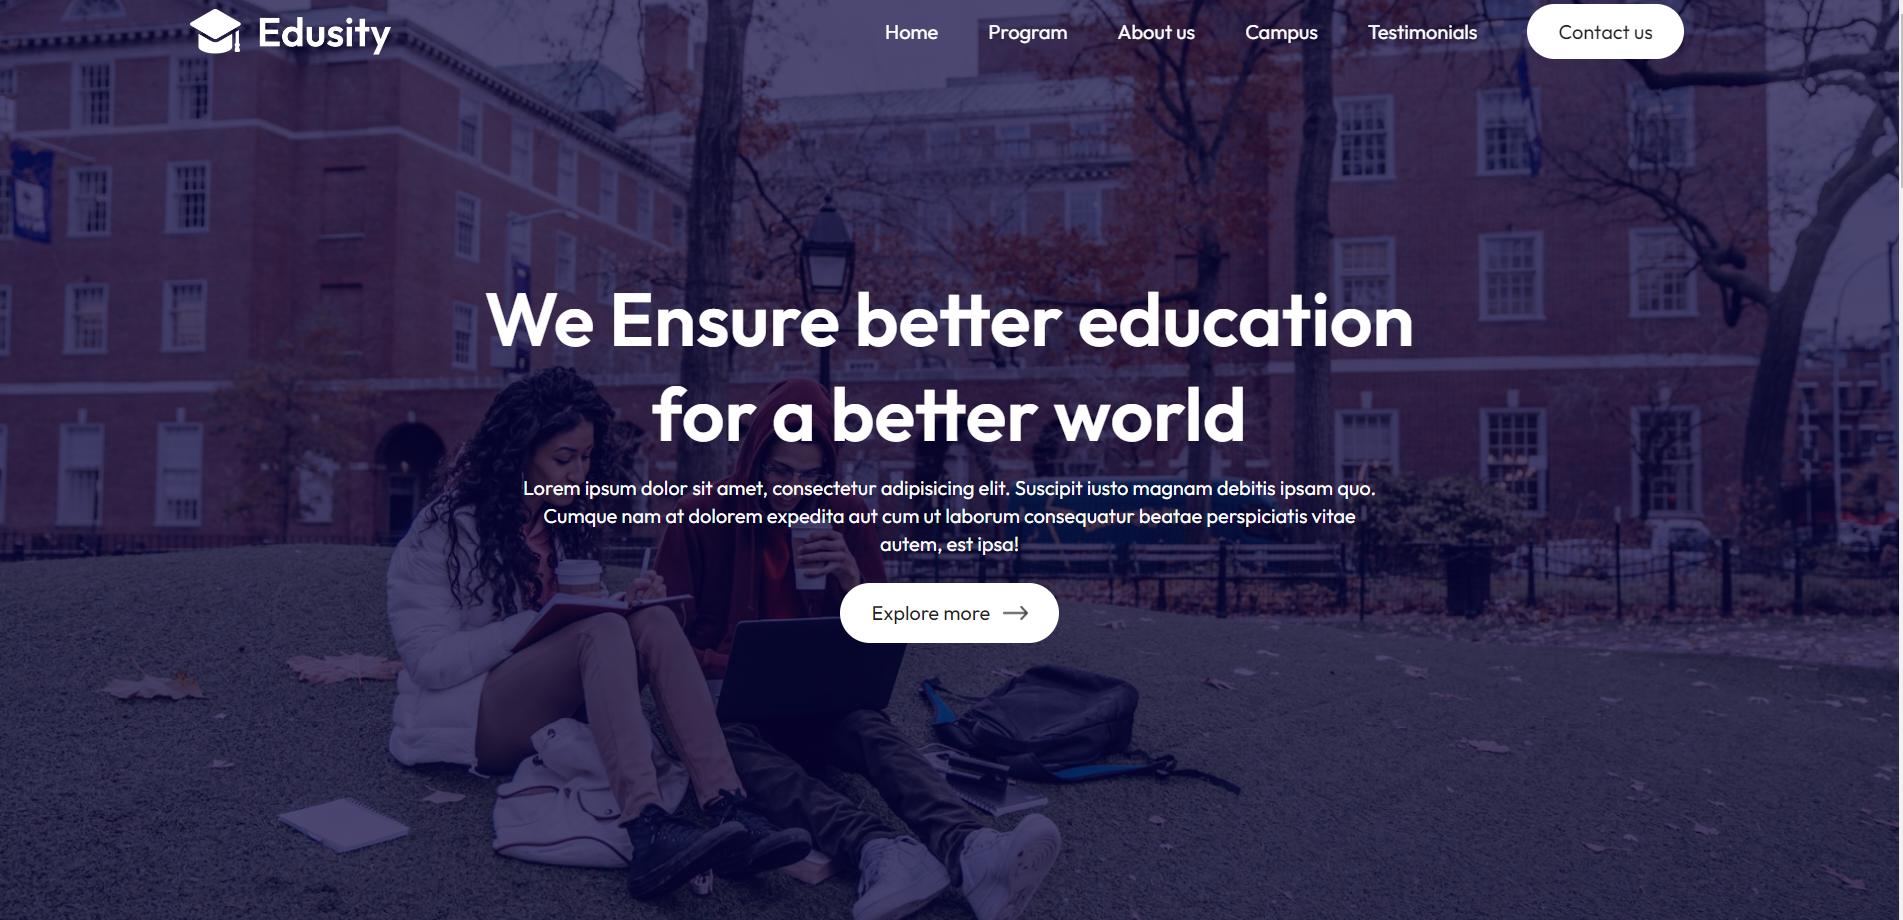 Edusity
Home Program About us Campus Testimonials Contact us
We Ensure better education
for a better world
Lorem ipsum dolor sit amet, consectetur adipisicing elit. Suscipit iusto magnam debitis ipsam quo.
Cumque nam at dolorem expedita aut cum ut laborum consequatur beatae perspiciatis vitae
autem, est ipsa!
Explore more